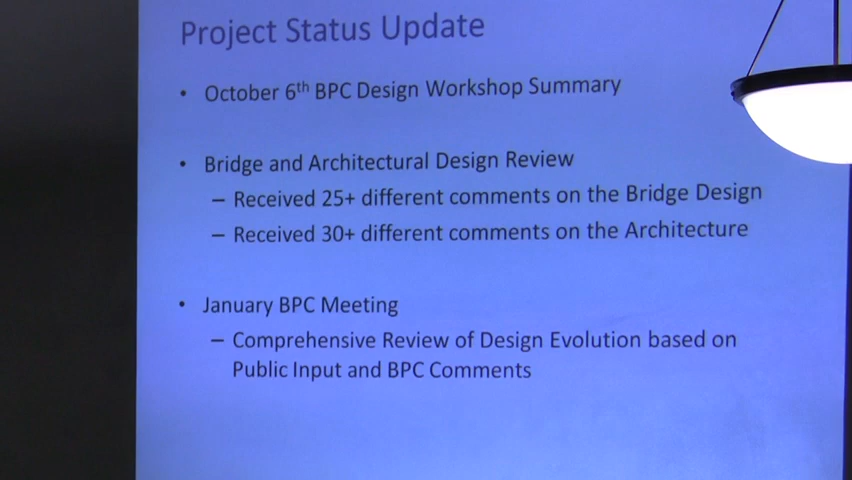 Project Status Update
• October 6th BPC Design Workshop Summary
• Bridge and Architectural Design Review
– Received 25+ different comments on the Bridge Design
– Received 30+ different comments on the Architecture
• January BPC Meeting
– Comprehensive Review of Design Evolution based on
Public Input and BPC Comments